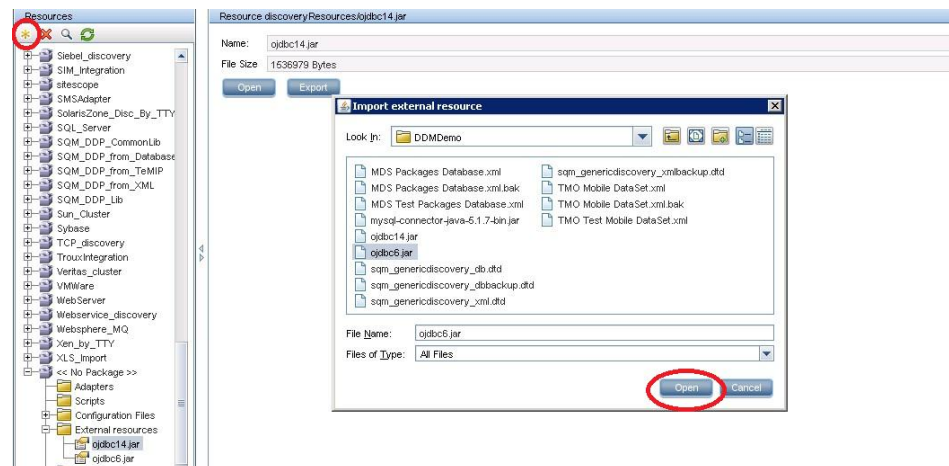 Resources
Siebel_discovery
SIM_Integration
sitescope
SMSAdapter
SolarisZone_Disc_By_TTY
SQL_Server
SQM_DDP_CommonLib
SQM_DDP_from_Database
SQM_DDP_from_TeMIP
SQM_DDP_from_XML
SQM_DDP_Lib
Sun_Cluster
Sybase
TCP_discovery
TrouxIntegration
Veritas_cluster
VMWare
WebServer
Webservice_discovery
Websphere_MQ
Xen_by_TTY
XLS_Import
<< No Package >>
Adapters
Scripts
Configuration Files
External resources
ojdbc14.jar
ojdbc6.jar
Resource discoveryResources/ojdbc14.jar
Name: ojdbc14.jar
File Size 1536979 Bytes
Open Export
Import external resource
Look In: DDMDemo
MDS Packages Database.xml
MDS Packages Database.xml.bak
MDS Test Packages Database.xml
mysql-connector-java-5.1.7-bin.jar
ojdbc14.jar
ojdbc6.jar
sqm_genericdiscovery_db.dtd
sqm_genericdiscovery_dbbackup.dtd
sqm_genericdiscovery_xml.dtd
sqm_genericdiscovery_xmlbackup.dtd
TMO Mobile DataSet.xml
TMO Mobile DataSet.xml.bak
TMO Test Mobile DataSet.xml
File Name: ojdbc6.jar
Files of Type: All Files
Open Cancel